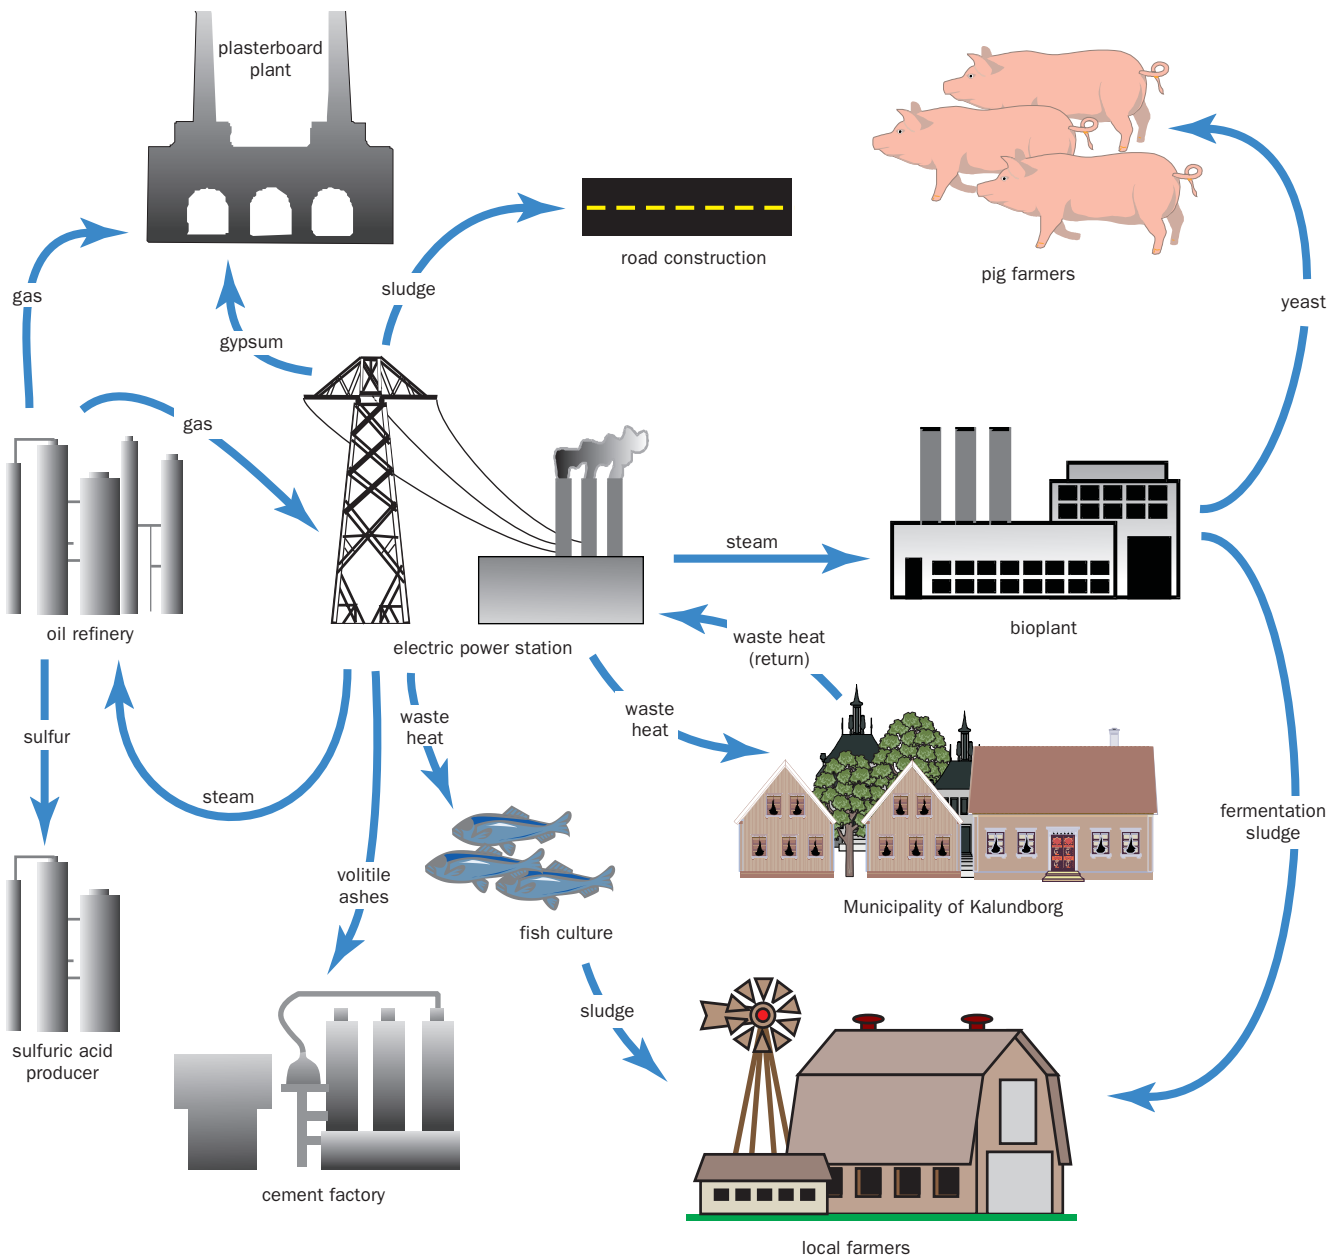 plasterboard
plant
road construction
pig farmers
gas
sludge
yeast
gypsum
gas
steam
oil refinery
electric power station
waste heat
(return)
bioplant
sulfur
steam
waste
heat
waste
heat
volitile
ashes
fish culture
Municipality of Kalundborg
fermentation
sludge
sludge
sulfuric acid
producer
cement factory
local farmers